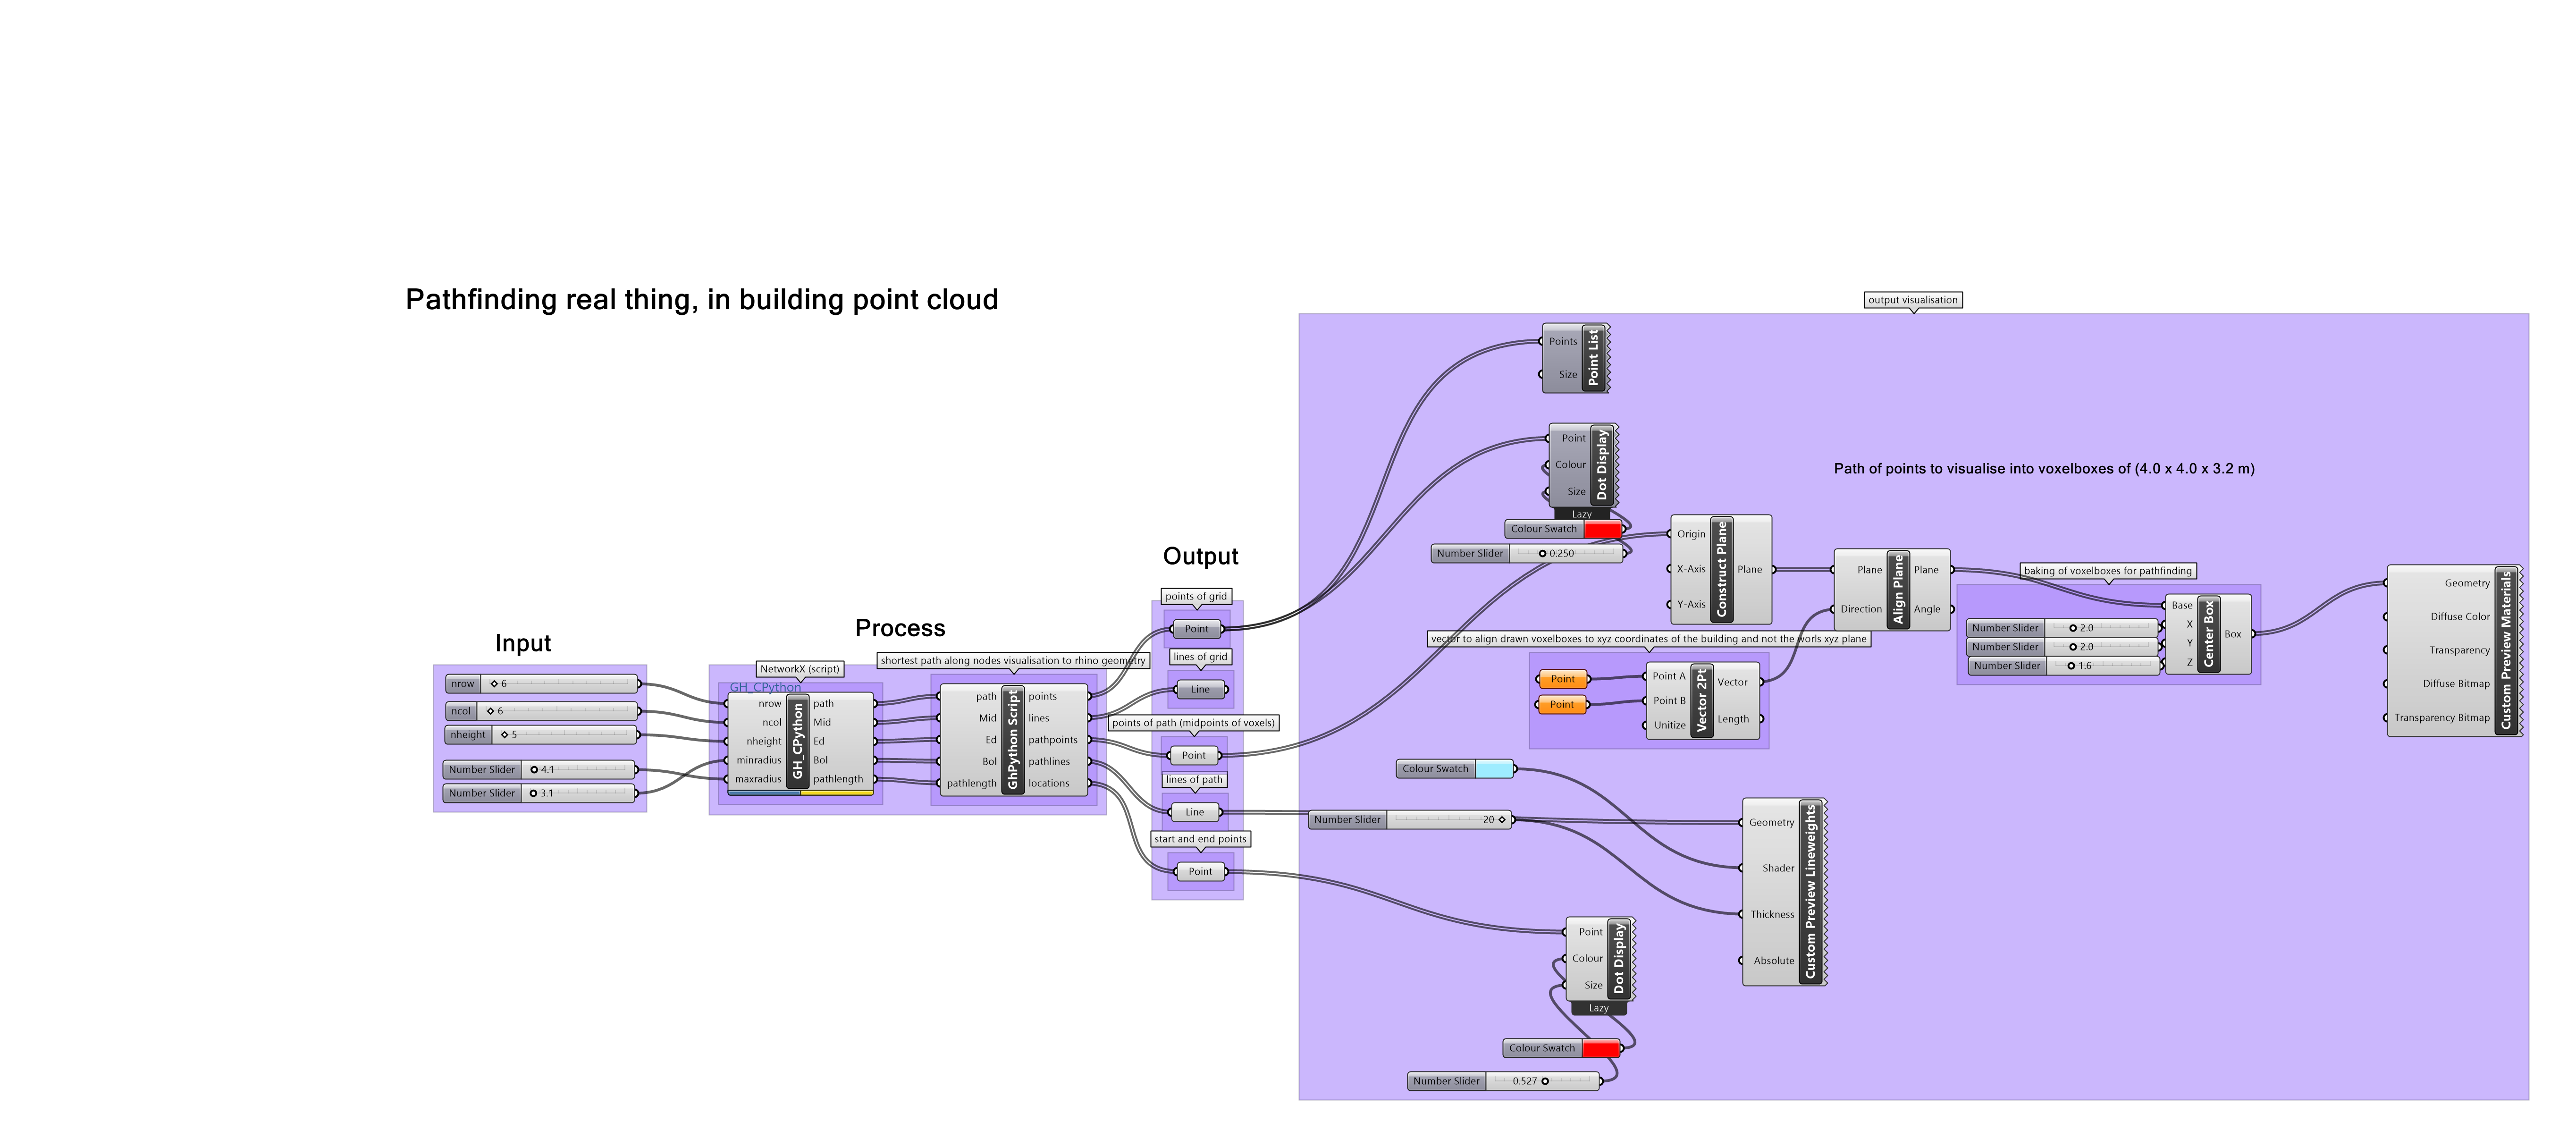 Pathfinding real thing, in building point cloud
Input
nrow 6
ncol 6
nheight 5
Number Slider 4.1
Number Slider 3.1
Process
NetworkX (script)
GH_CPython
nrow
ncol
nheight
minradius
maxradius
GH_CPython
path
Mid
Ed
Bol
pathlength
shortest path along nodes visualisation to rhino geometry
path
Mid
Ed
Bol
pathlength
GhPython Script
points
lines
pathpoints
pathlines
locations
Output
points of grid
Point
lines of grid
Line
points of path (midpoints of voxels)
Point
lines of path
Line
start and end points
Point
output visualisation
Points
Size
Point List
Point
Colour
Size
Dot Display
Lazy
Colour Swatch
Number Slider 0.250
Origin
X-Axis
Y-Axis
Construct Plane
Plane
vector to align drawn voxelboxes to xyz coordinates of the building and not the worls xyz plane
Point
Point
Point A
Point B
Unitize
Vector 2Pt
Vector
Length
Path of points to visualise into voxelboxes of (4.0 x 4.0 x 3.2 m)
Plane
Direction
Align Plane
Plane
Angle
baking of voxelboxes for pathfinding
Number Slider 2.0
Number Slider 2.0
Number Slider 1.6
Base
X
Y
Z
Center Box
Box
Geometry
Diffuse Color
Transparency
Diffuse Bitmap
Transparency Bitmap
Custom Preview Materials
Colour Swatch
Number Slider 20
Geometry
Shader
Thickness
Absolute
Custom Preview Lineweights
Point
Colour
Size
Dot Display
Lazy
Colour Swatch
Number Slider 0.527